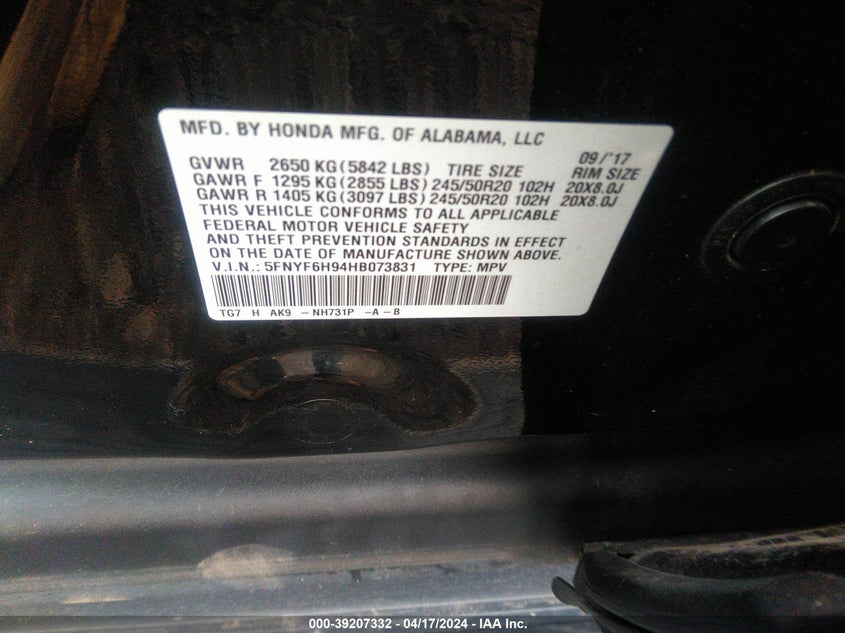 MFD. BY HONDA MFG. OF ALABAMA, LLC
09/'17
GVWR 2650 KG(5842 LBS) TIRE SIZE RIM SIZE
GAWR F 1295 KG(2855 LBS)245/50R20 102H 20X8.0J
GAWR R 1405 KG(3097 LBS)245/50R20 102H 20X8.0J
THIS VEHICLE CONFORMS TO ALL APPLICABLE
FEDERAL MOTOR VEHICLE SAFETY
AND THEFT PREVENTION STANDARDS IN EFFECT
ON THE DATE OF MANUFACTURE SHOWN ABOVE.
V.I.N.: 5FNYF6H94HB073831 TYPE: MPV
TG7 H AK9 - NH731P -A-B
000-39207332 - 04/17/2024 - IAA Inc.